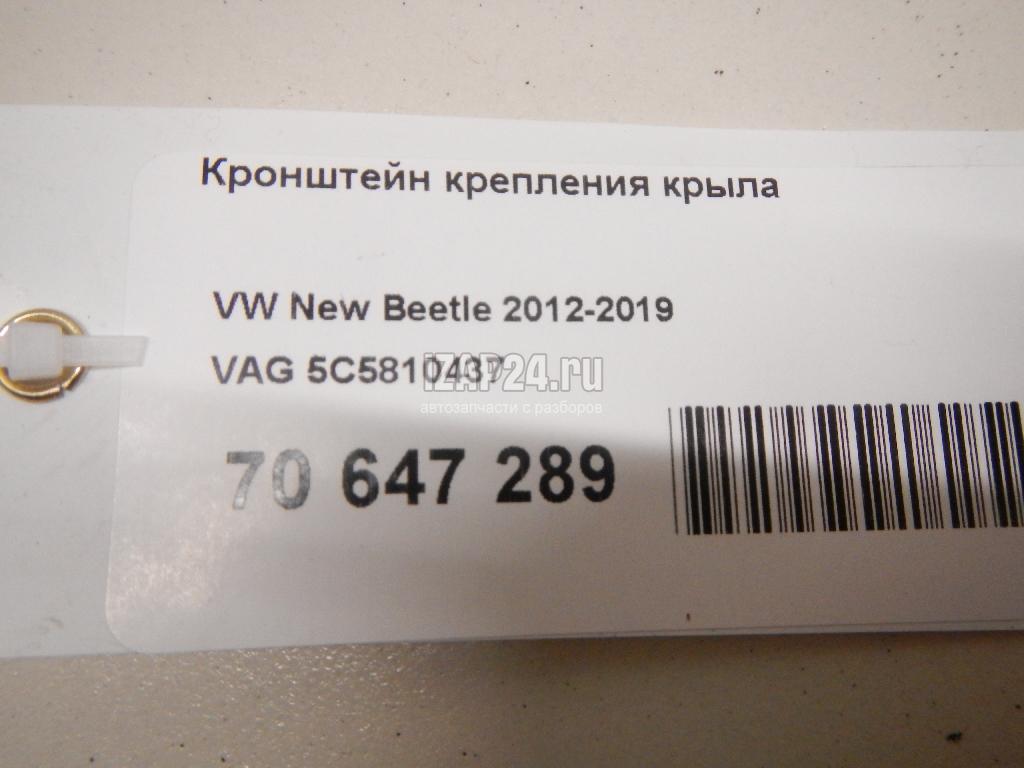 Кронштейн крепления крыла
VW New Beetle 2012-2019
VAG 5C5810437
iZAP24.ru
автозапчасти с разборов
70 647 289